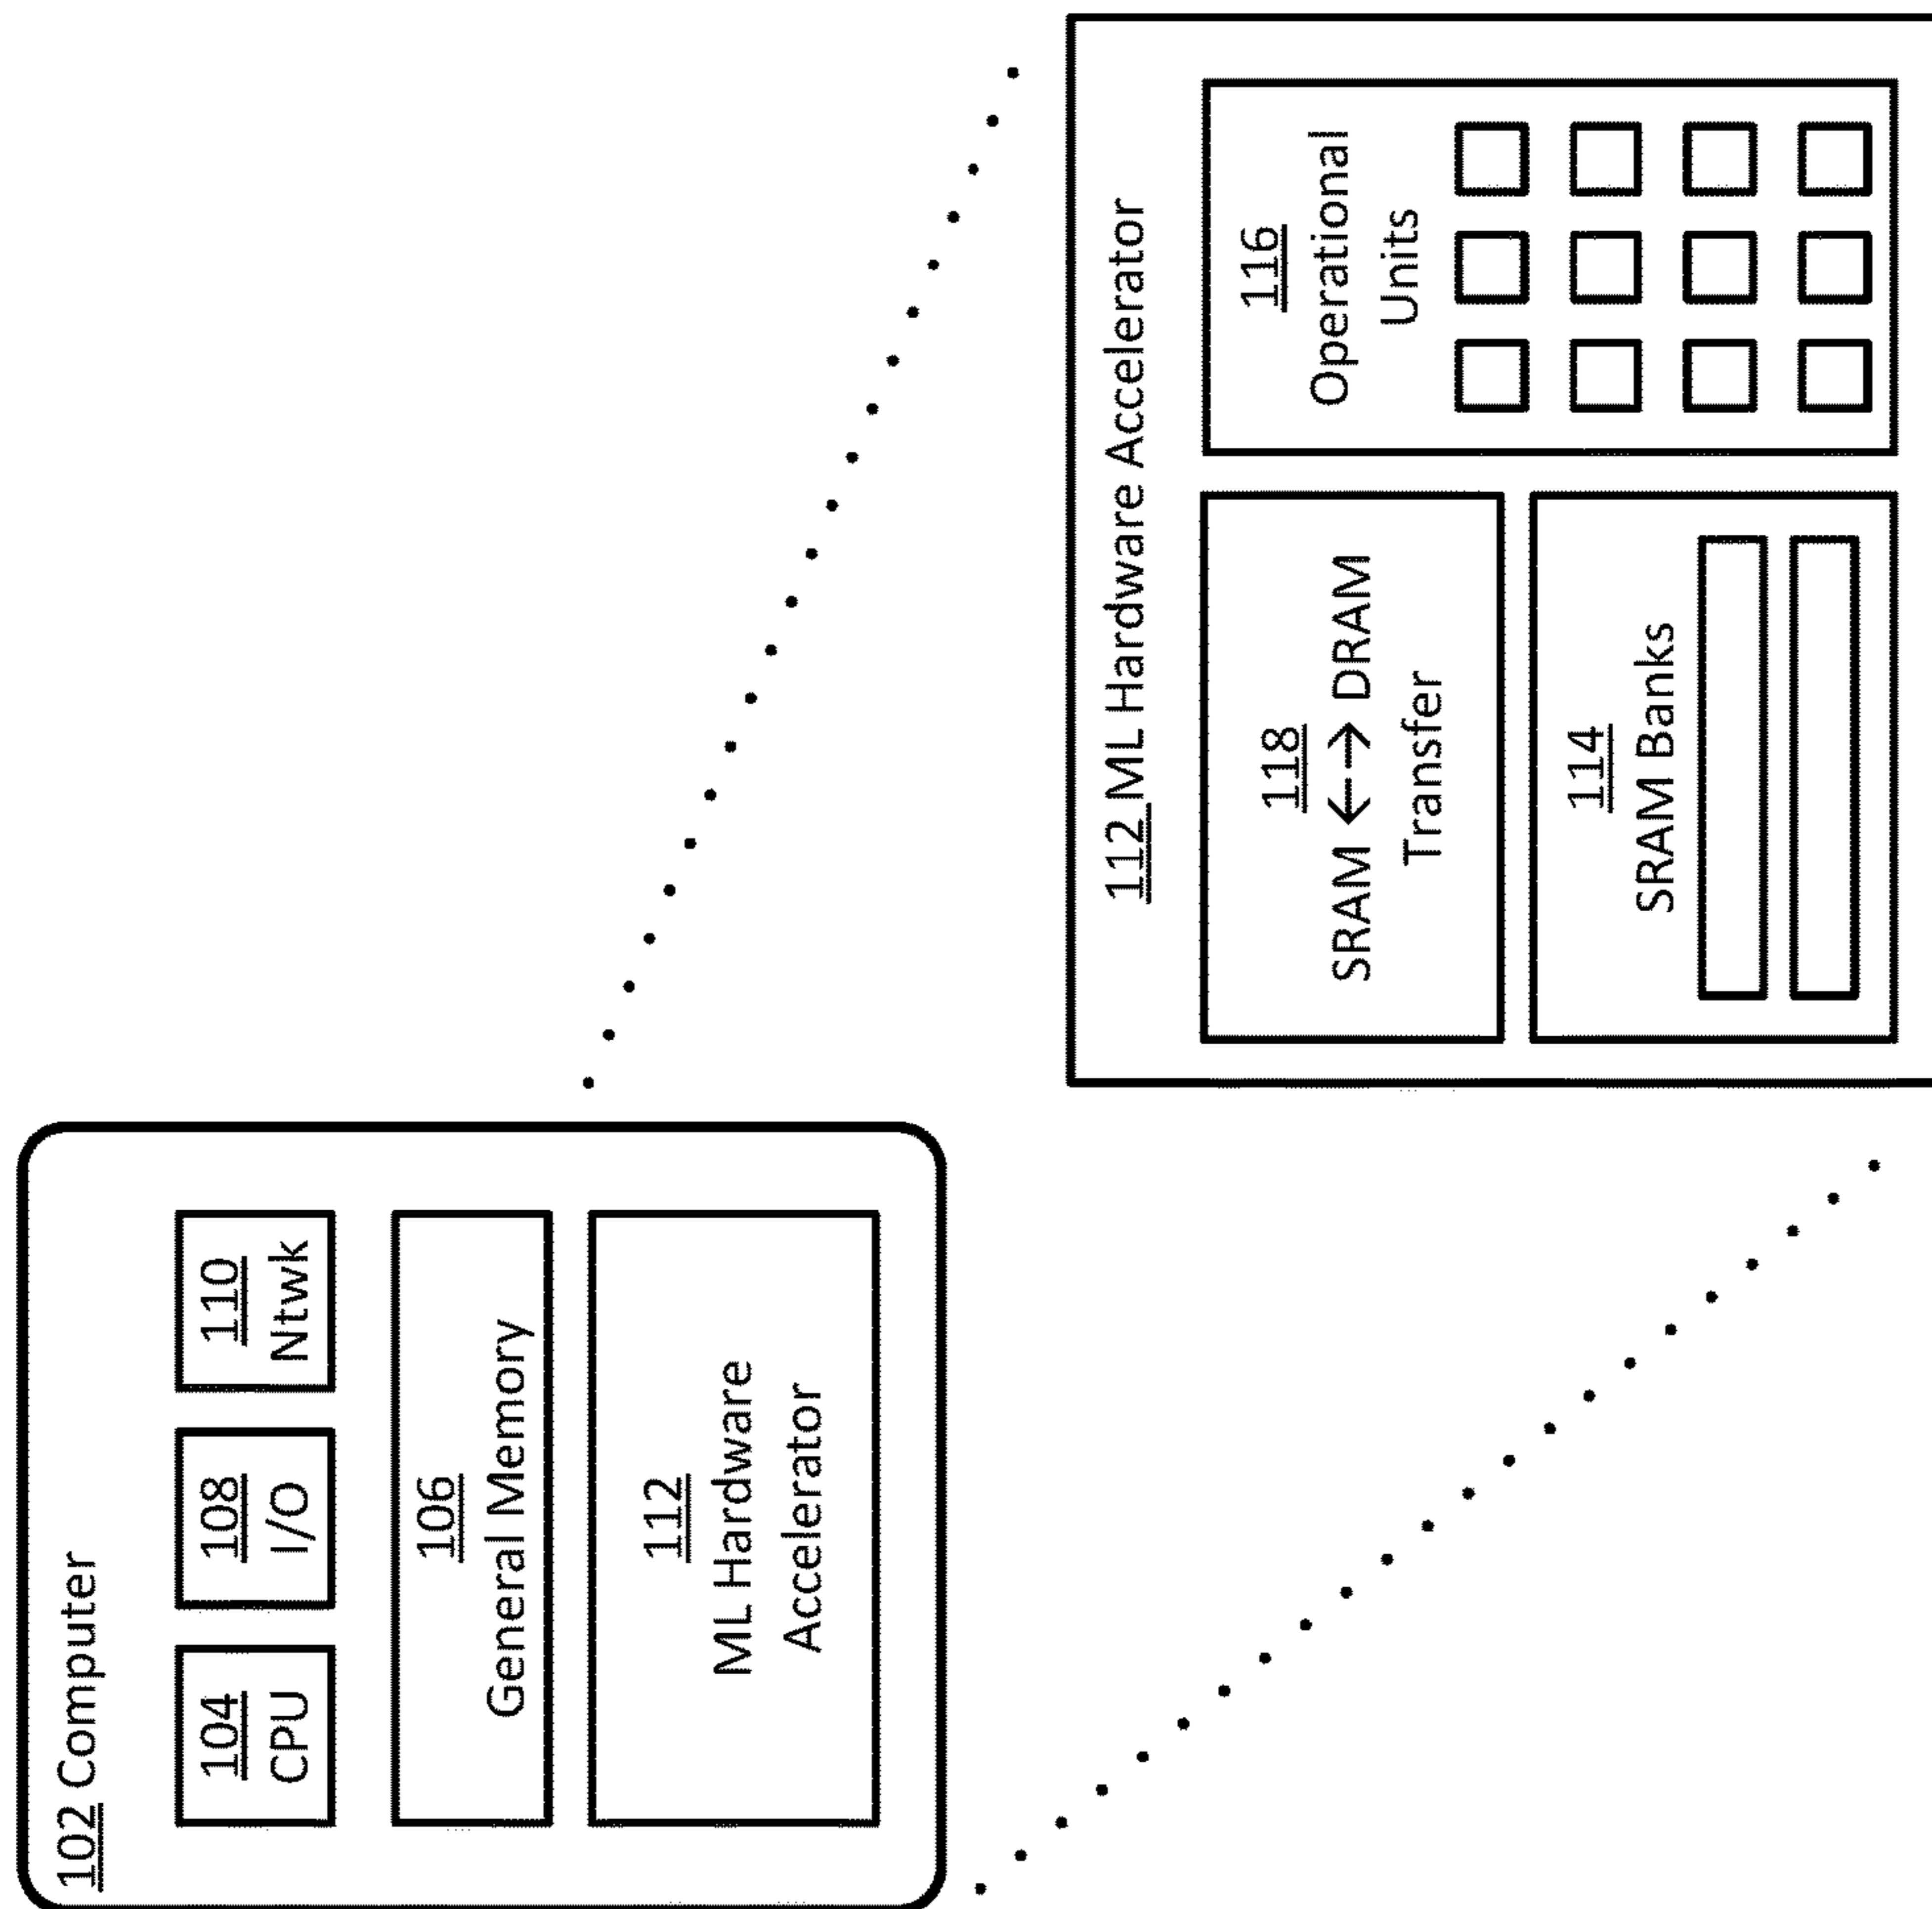 102 Computer
104
CPU
108
I/O
110
Ntwk
106
General Memory
112
ML Hardware
Accelerator
112 ML Hardware Accelerator
118
SRAM <--> DRAM
Transfer
114
SRAM Banks
116
Operational
Units